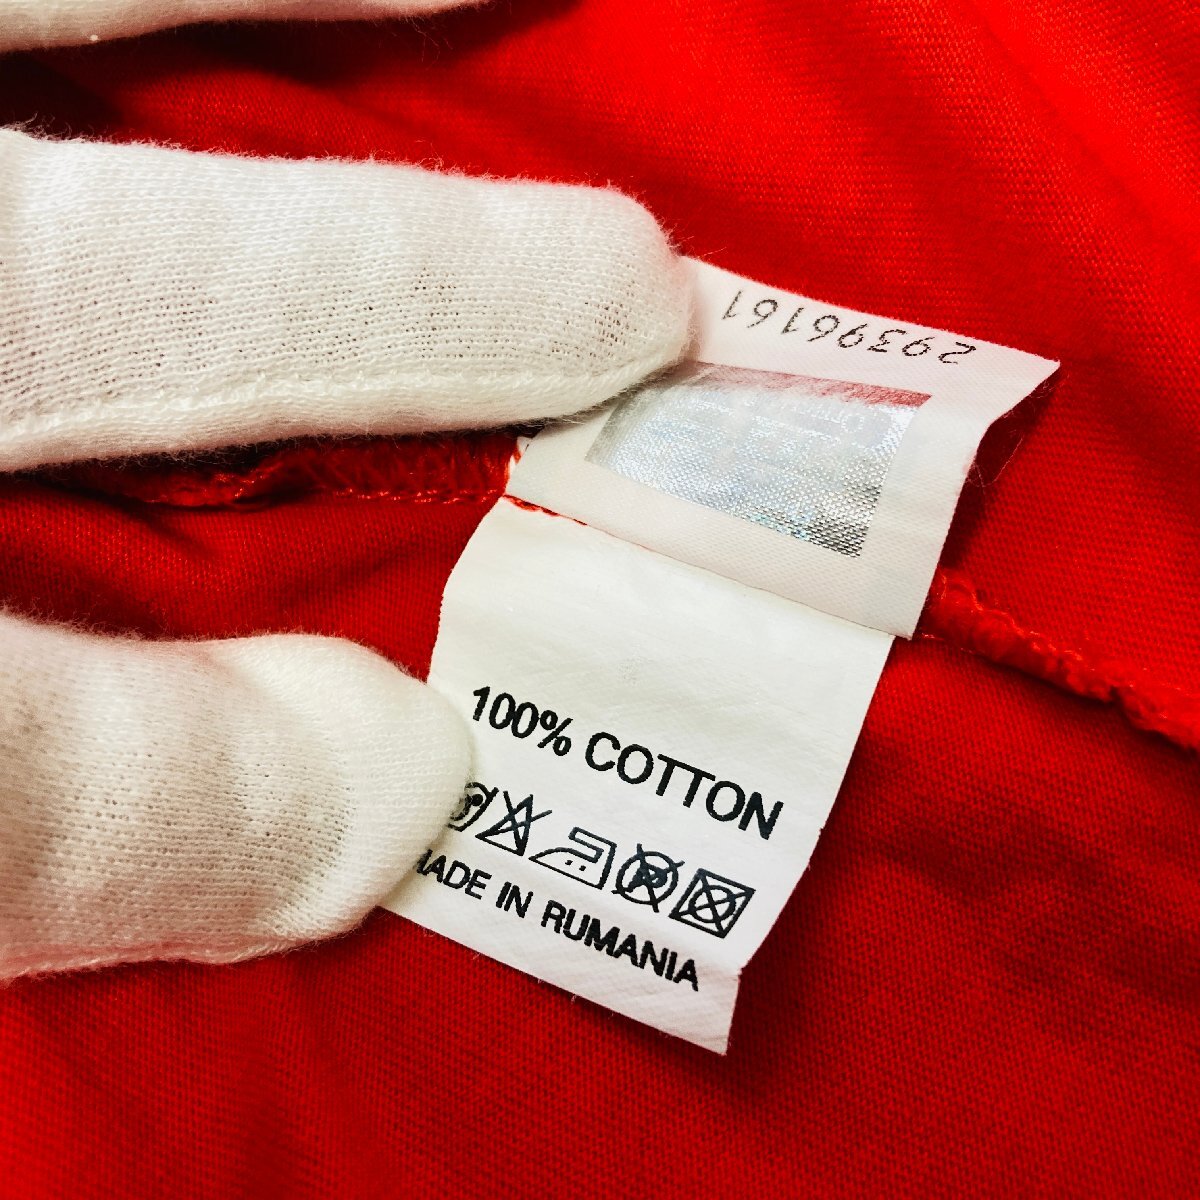 29396161
100% COTTON
MADE IN RUMANIA